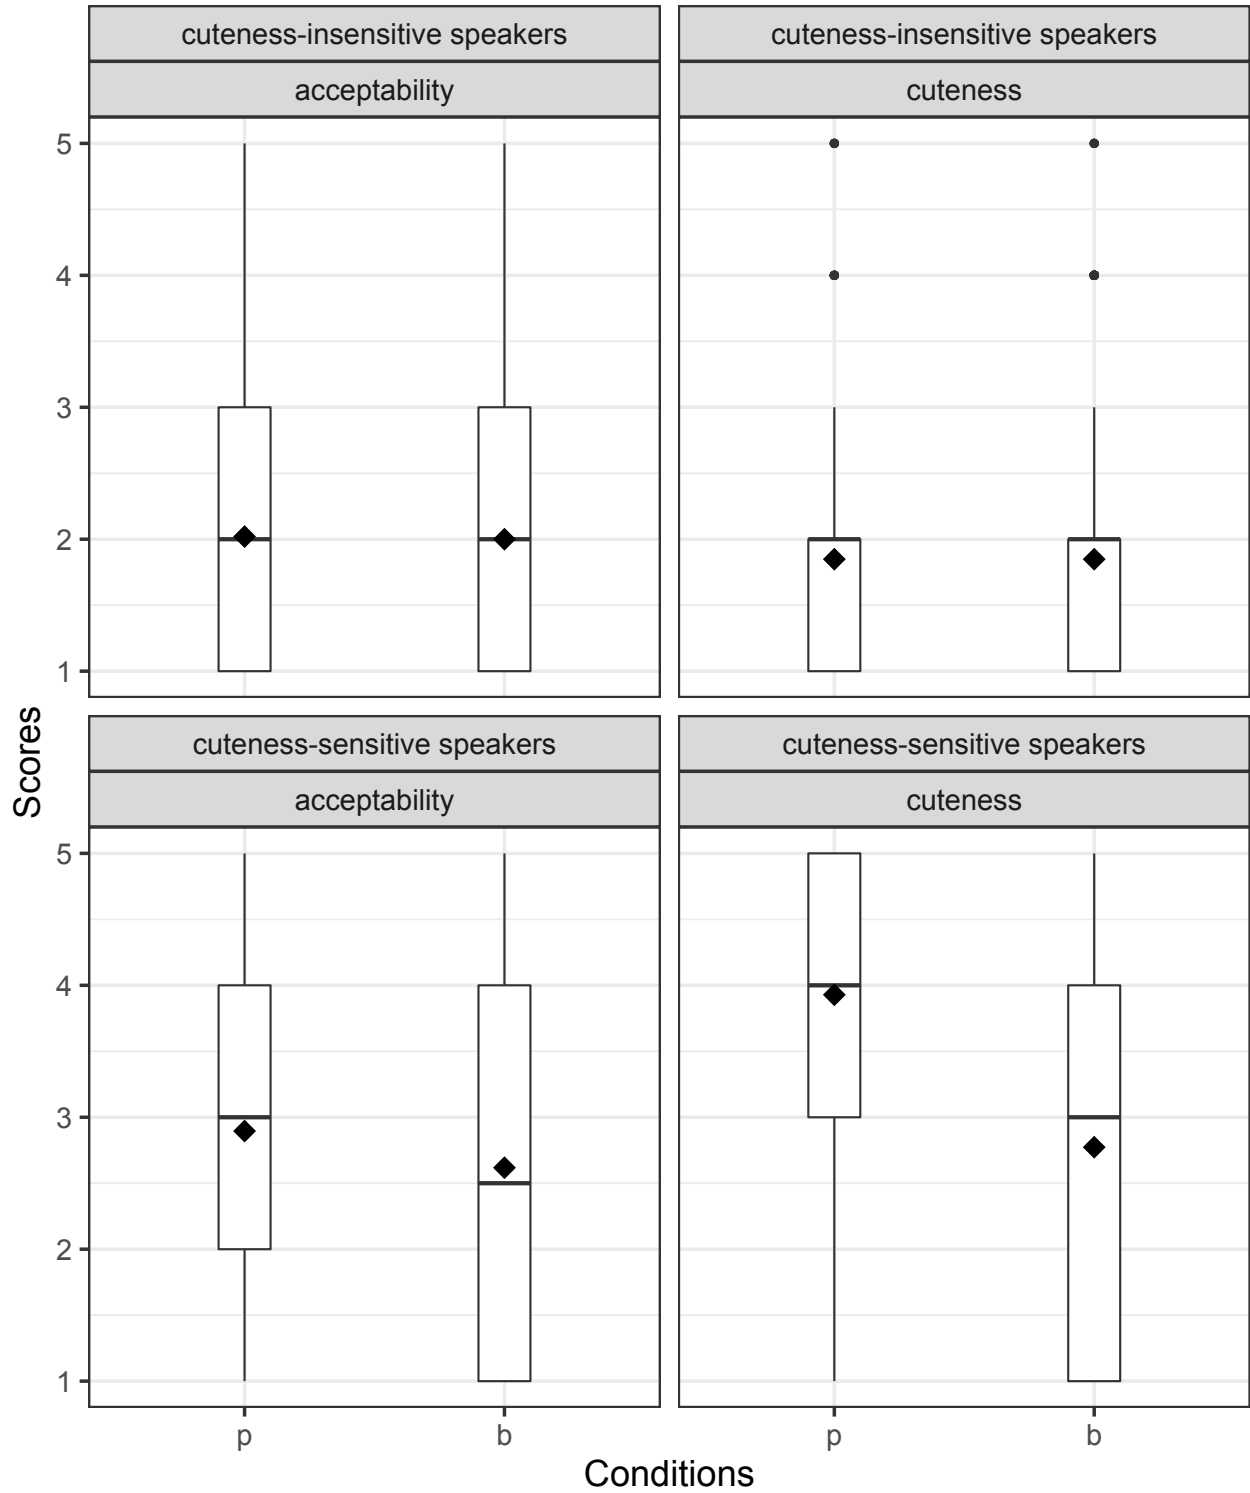 cuteness-insensitive speakers
acceptability
cuteness-insensitive speakers
cuteness
5
4
3
2
1
Scores
cuteness-sensitive speakers
acceptability
cuteness-sensitive speakers
cuteness
5
4
3
2
1
p
b
p
b
Conditions